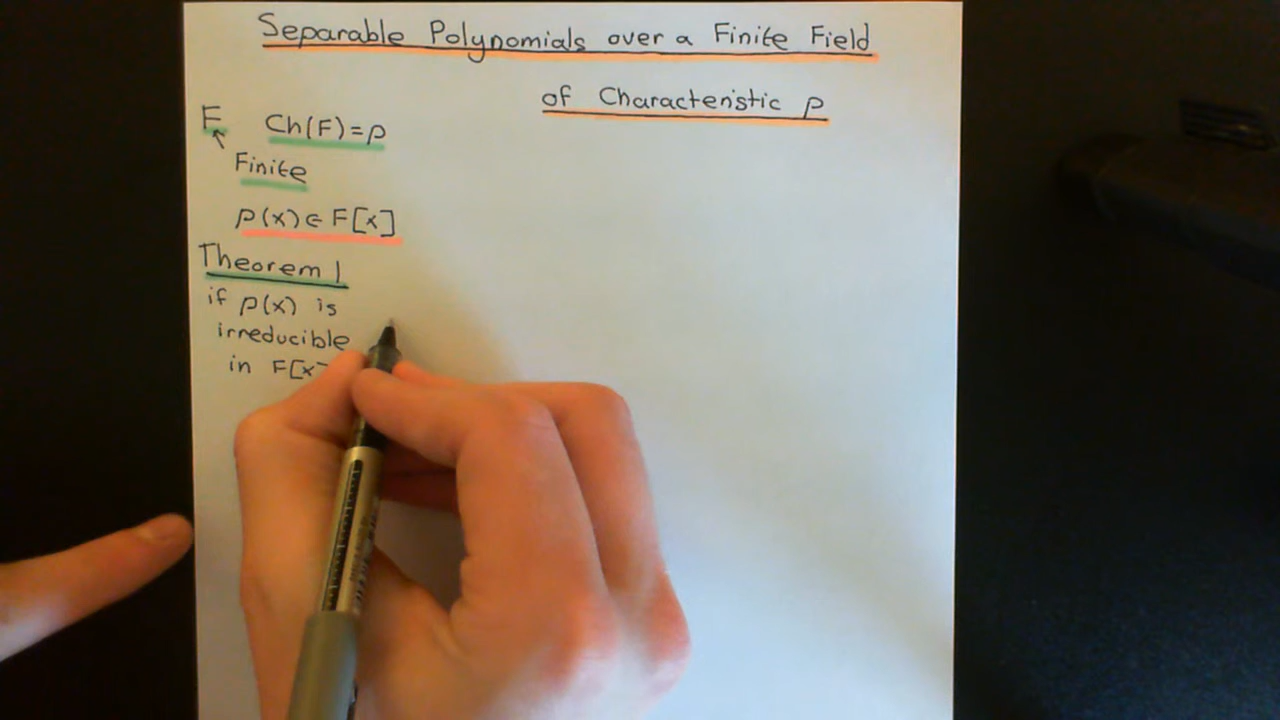 Separable Polynomials over a Finite Field
of Characteristic p
F Ch(F)=p
Finite
p(x)∈F[x]
Theorem 1
if p(x) is
irreducible
in F[x